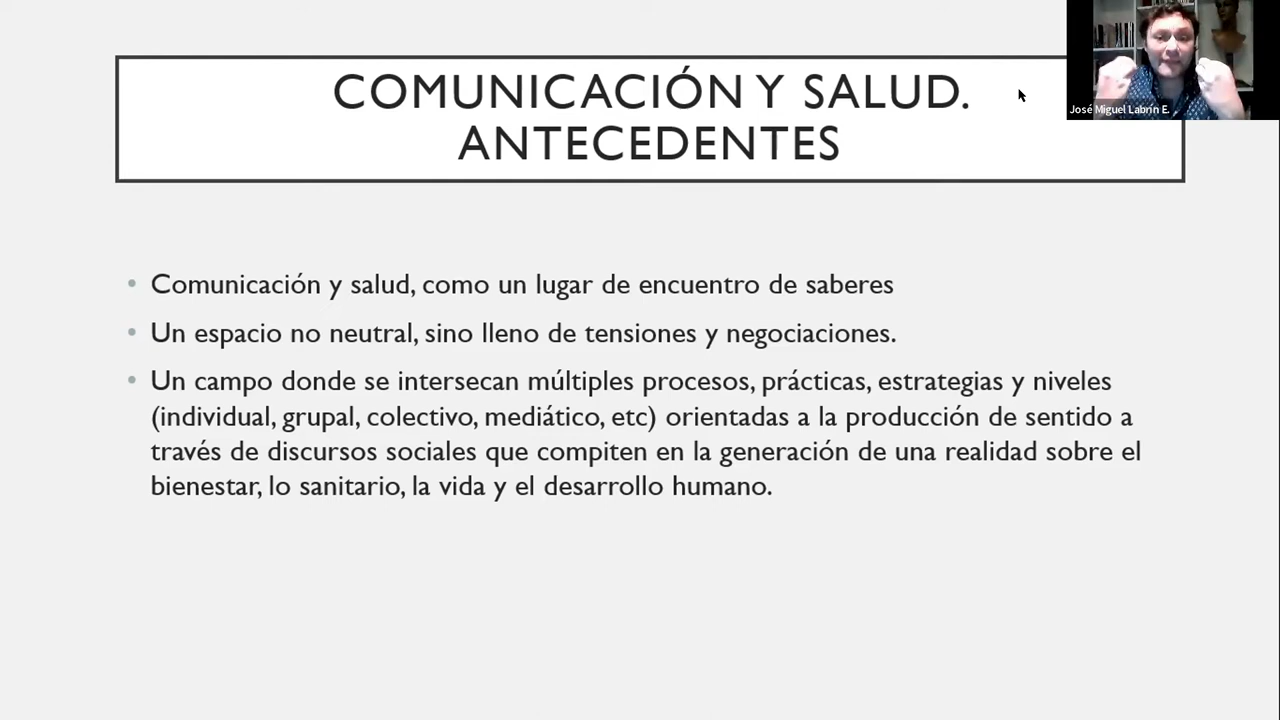 COMUNICACIÓN Y SALUD.
ANTECEDENTES
José Miguel Labrín E.
• Comunicación y salud, como un lugar de encuentro de saberes
• Un espacio no neutral, sino lleno de tensiones y negociaciones.
• Un campo donde se intersecan múltiples procesos, prácticas, estrategias y niveles
(individual, grupal, colectivo, mediático, etc) orientadas a la producción de sentido a
través de discursos sociales que compiten en la generación de una realidad sobre el
bienestar, lo sanitario, la vida y el desarrollo humano.